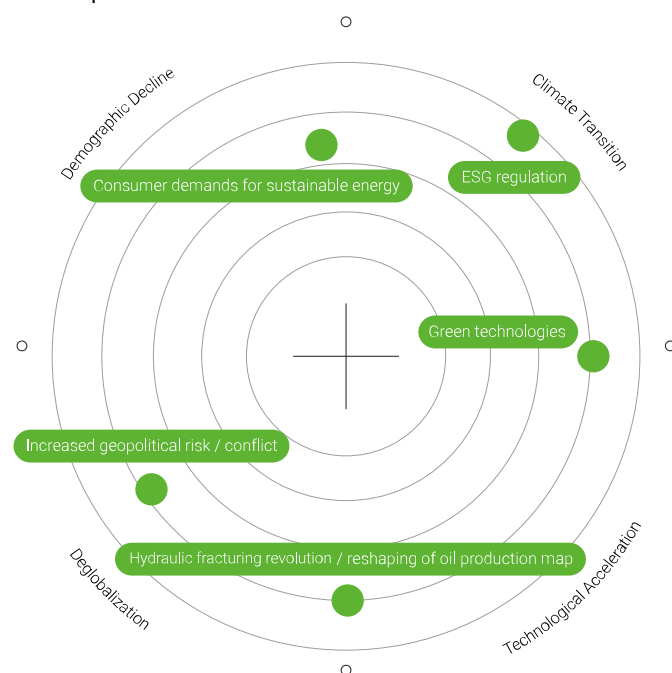 Demographic Decline
Climate Transition
ESG regulation
Consumer demands for sustainable energy
Green technologies
Increased geopolitical risk / conflict
Hydraulic fracturing revolution / reshaping of oil production map
Deglobalization
Technological Acceleration